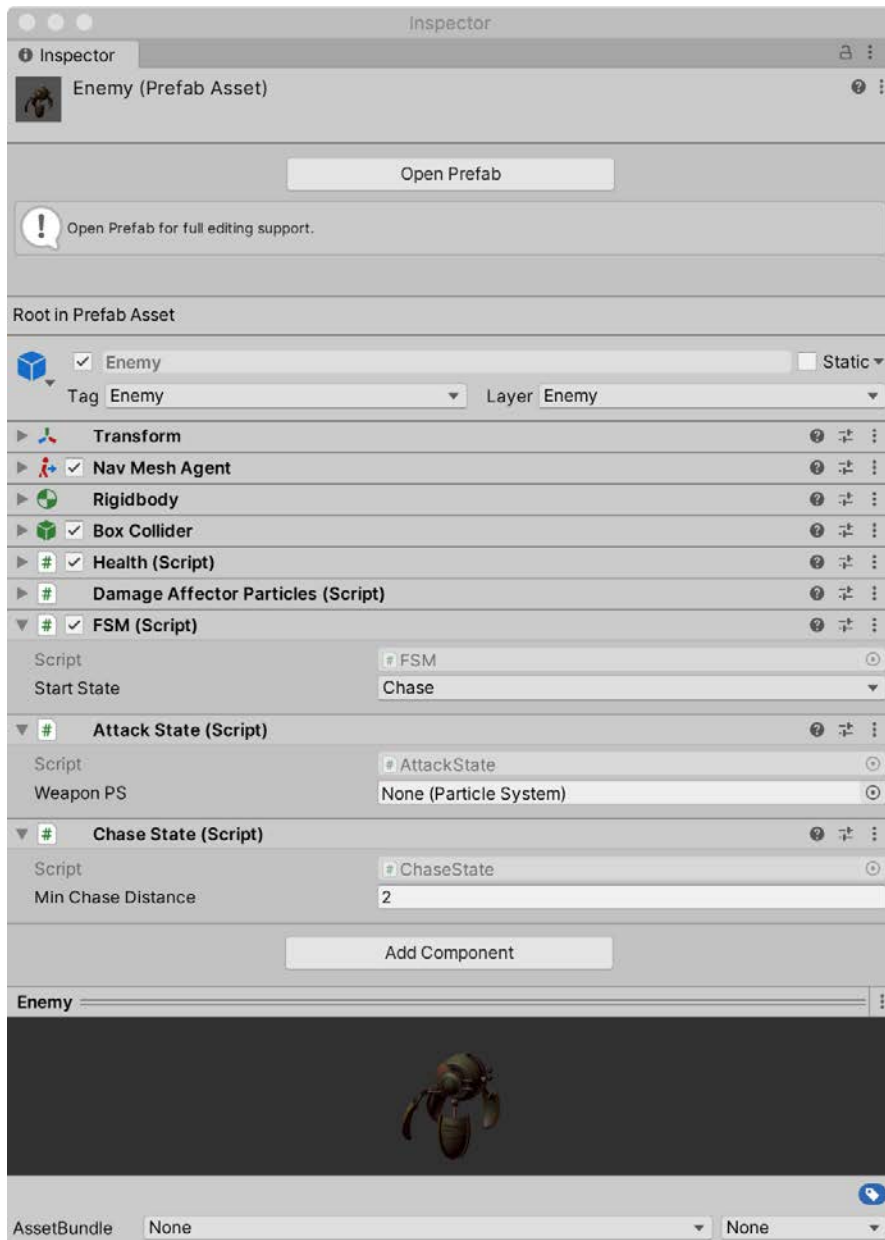 Inspector
Inspector
Enemy (Prefab Asset)
Open Prefab
Open Prefab for full editing support.
Root in Prefab Asset
Enemy Static
Tag Enemy Layer Enemy
Transform
Nav Mesh Agent
Rigidbody
# Box Collider
# Health (Script)
# Damage Affector Particles (Script)
# FSM (Script)
Script # FSM
Start State Chase
# Attack State (Script)
Script # AttackState
Weapon PS None (Particle System)
# Chase State (Script)
Script # ChaseState
Min Chase Distance 2
Add Component
Enemy
AssetBundle None None